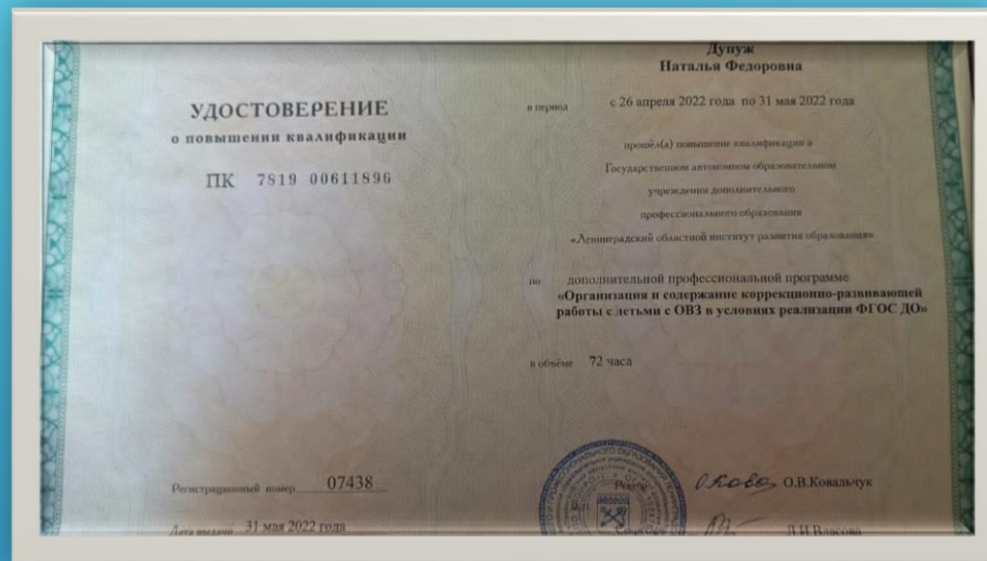 УДОСТОВЕРЕНИЕ
о повышении квалификации
ПК 7819 00611896
Регистрационный номер 07438
Дата выдачи 31 мая 2022 года
Дупуж
Наталья Федоровна
в период с 26 апреля 2022 года по 31 мая 2022 года
прошёл(а) повышение квалификации в
Государственном автономном образовательном
учреждении дополнительного
профессионального образования
«Ленинградский областной институт развития образования»
по дополнительной профессиональной программе
«Организация и содержание коррекционно-развивающей
работы с детьми с ОВЗ в условиях реализации ФГОС ДО»
в объёме 72 часа
О.В.Ковальчук
Власова